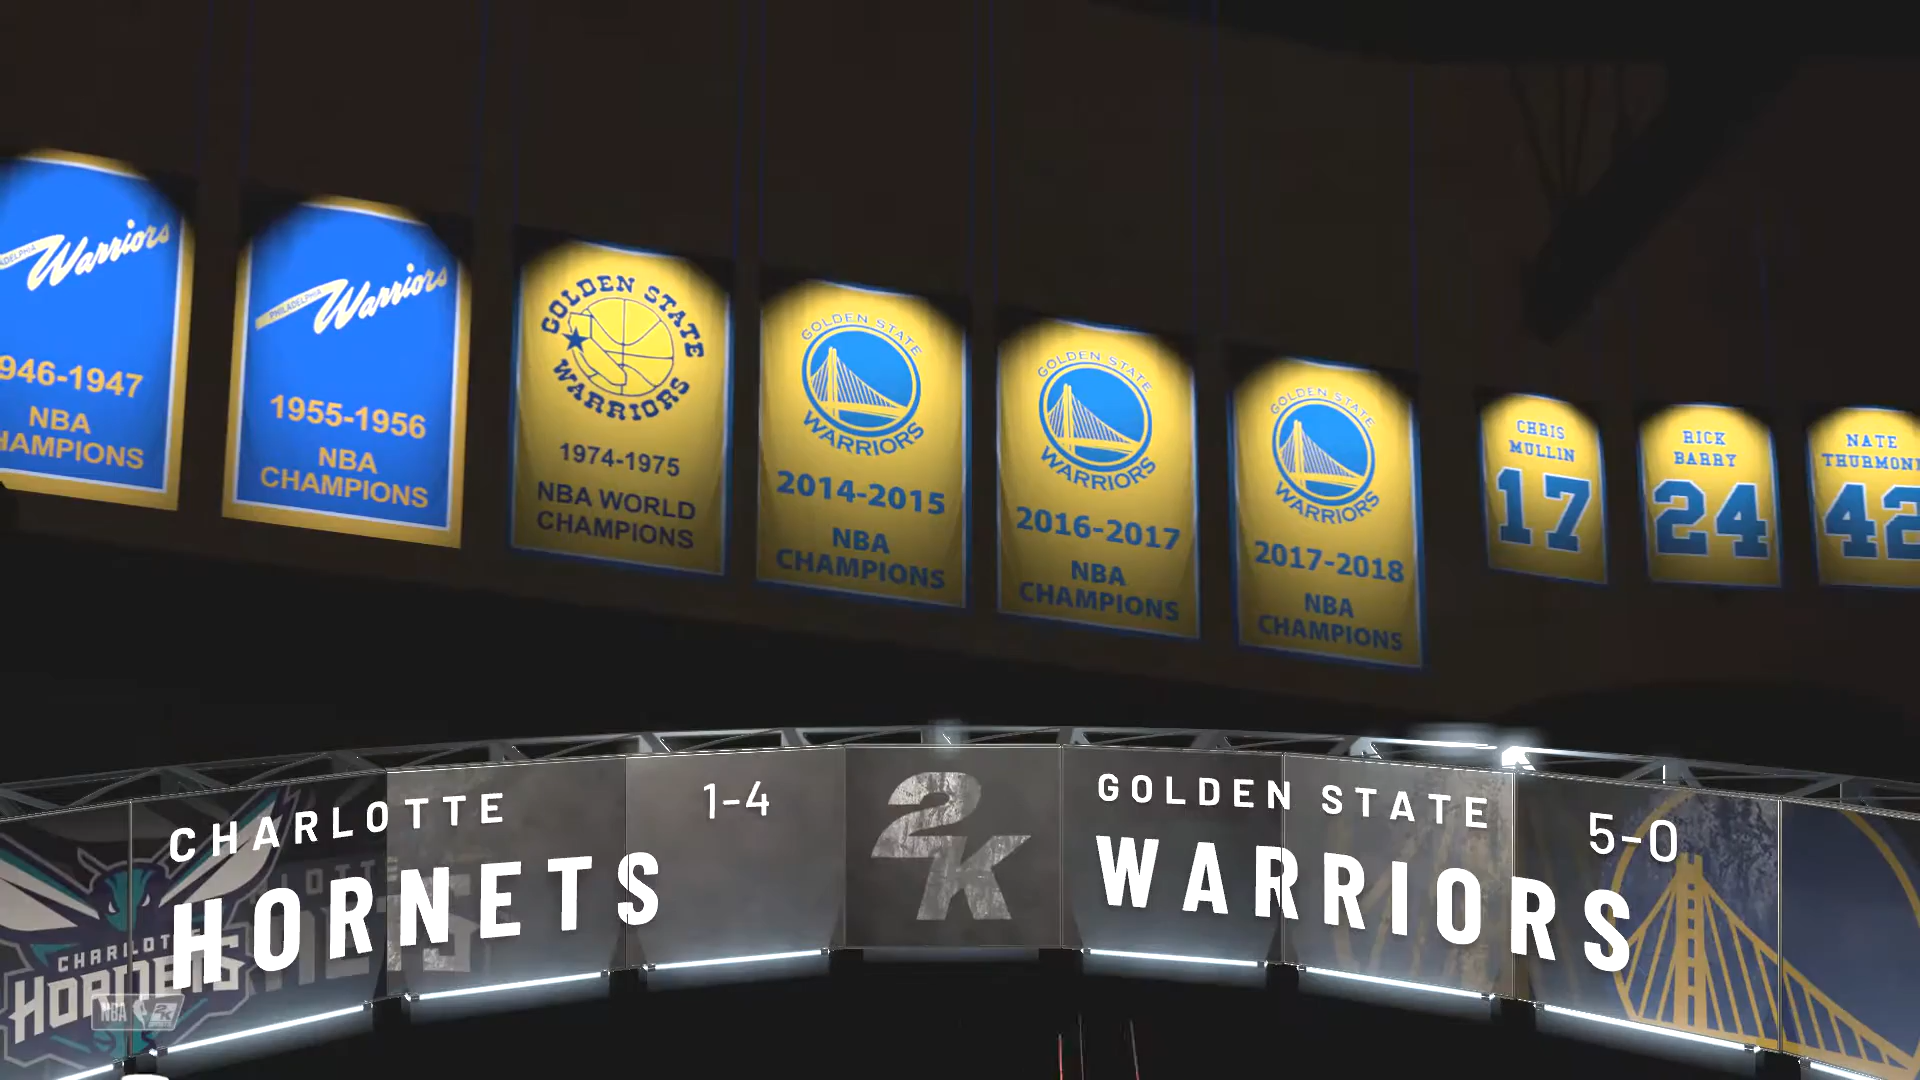 Warriors
946-1947
NBA
HAMPIONS
PHILADELPHIA Warriors
1955-1956
NBA
CHAMPIONS
GOLDEN STATE
WARRIORS
1974-1975
NBA WORLD
CHAMPIONS
GOLDEN STATE
WARRIORS
2014-2015
NBA
CHAMPIONS
GOLDEN STATE
WARRIORS
2016-2017
NBA
CHAMPIONS
GOLDEN STATE
WARRIORS
2017-2018
NBA
CHAMPIONS
CHRIS
MULLIN
17
RICK
BARRY
24
NATE
THURMON
42
CHARLOTTE
HORNETS
1-4
2K
GOLDEN STATE
WARRIORS
5-0
CHARLOTTE
HORNETS
NBA 2K